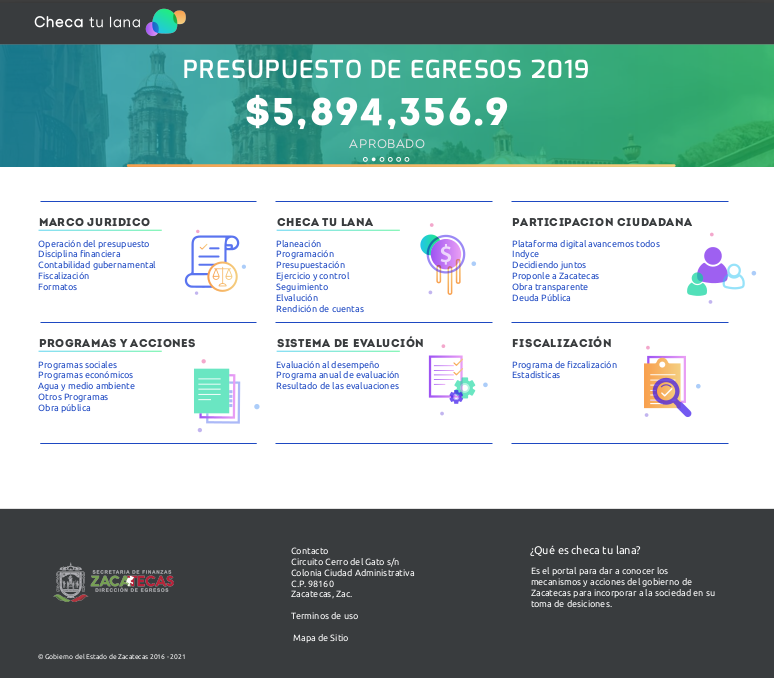 Checa tu lana
PRESUPUESTO DE EGRESOS 2019
$5,894,356.9
APROBADO
MARCO JURIDICO
Operación del presupuesto
Disciplina financiera
Contabilidad gubernamental
Fiscalización
Formatos
CHECA TU LANA
Planeación
Programación
Presupuestación
Ejercicio y control
Seguimiento
Elvalución
Rendición de cuentas
PARTICIPACION CIUDADANA
Plataforma digital avancemos todos
Indyce
Decidiendo juntos
Proponle a Zacatecas
Obra transparente
Deuda Pública
PROGRAMAS Y ACCIONES
Programas sociales
Programas económicos
Agua y medio ambiente
Otros Programas
Obra pública
SISTEMA DE EVALUCIÓN
Evaluación al desempeño
Programa anual de evaluación
Resultado de las evaluaciones
FISCALIZACIÓN
Programa de fizcalización
Estadisticas
SECRETARIA DE FINANZAS
ZACATECAS
DIRECCIÓN DE EGRESOS
© Gobierno del Estado de Zacatecas 2016 - 2021
Contacto
Circuito Cerro del Gato s/n
Colonia Ciudad Administrativa
C.P. 98160
Zacatecas, Zac.
Terminos de uso
Mapa de Sitio
¿Qué es checa tu lana?
Es el portal para dar a conocer los
mecanismos y acciones del gobierno de
Zacatecas para incorporar a la sociedad en su
toma de desiciones.